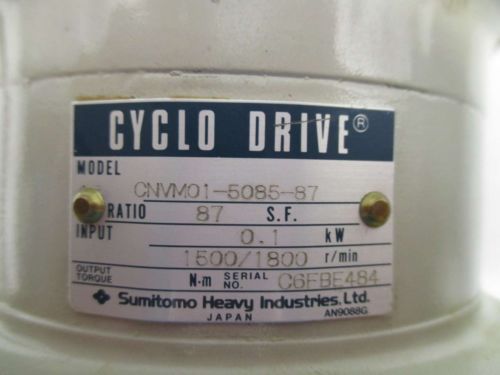 CYCLO DRIVE®
MODEL
CNVM01-5085-87
RATIO 87 S.F.
INPUT 0.1 kW
1500/1800 r/min
OUTPUT TORQUE N-m SERIAL NO. C6FBE484
Sumitomo Heavy Industries, Ltd.
JAPAN AN9088G